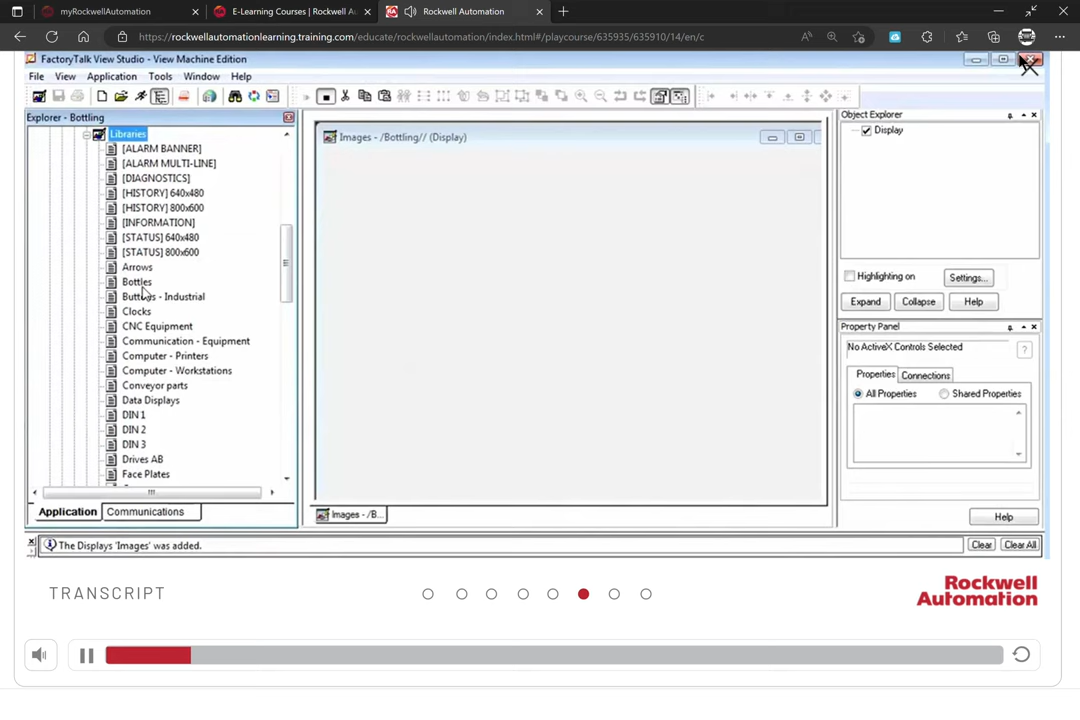 myRockwellAutomation
E-Learning Courses | Rockwell Au
Rockwell Automation
https://rockwellautomationlearning.training.com/educate/rockwellautomation/index.html#/playcourse/635935/635910/14/en/c
FactoryTalk View Studio - View Machine Edition
File View Application Tools Window Help
Explorer - Bottling
Libraries
[ALARM BANNER]
[ALARM MULTI-LINE]
[DIAGNOSTICS]
[HISTORY] 640x480
[HISTORY] 800x600
[INFORMATION]
[STATUS] 640x480
[STATUS] 800x600
Arrows
Bottles
Buttons - Industrial
Clocks
CNC Equipment
Communication - Equipment
Computer - Printers
Computer - Workstations
Conveyor parts
Data Displays
DIN 1
DIN 2
DIN 3
Drives AB
Face Plates
Application Communications
Images - /Bottling// (Display)
Images - /B...
Object Explorer
Display
Highlighting on Settings...
Expand Collapse Help
Property Panel
No ActiveX Controls Selected
?
Properties Connections
All Properties Shared Properties
Help
The Displays 'Images' was added.
Clear Clear All
TRANSCRIPT
Rockwell
Automation